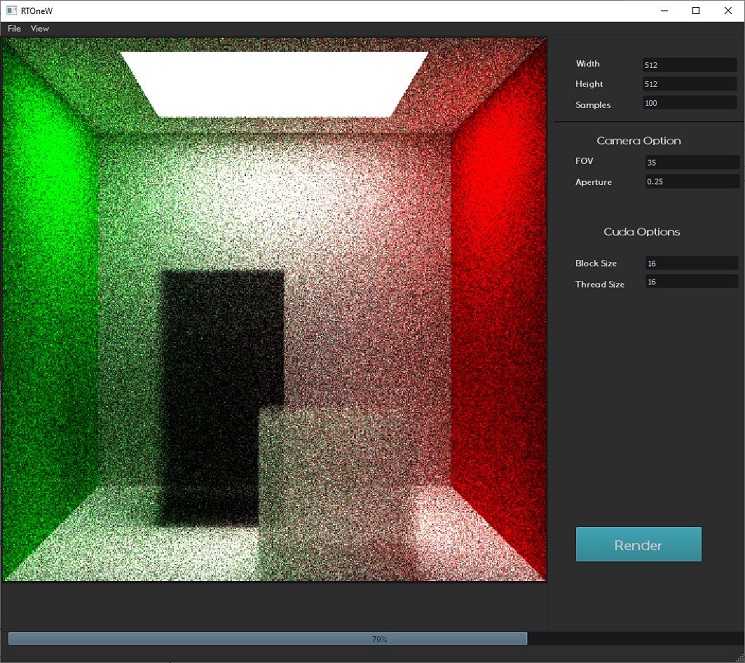 RTOneW
File View
Width 512
Height 512
Samples 100
Camera Option
FOV 35
Aperture 0.25
Cuda Options
Block Size 16
Thread Size 16
Render
70%